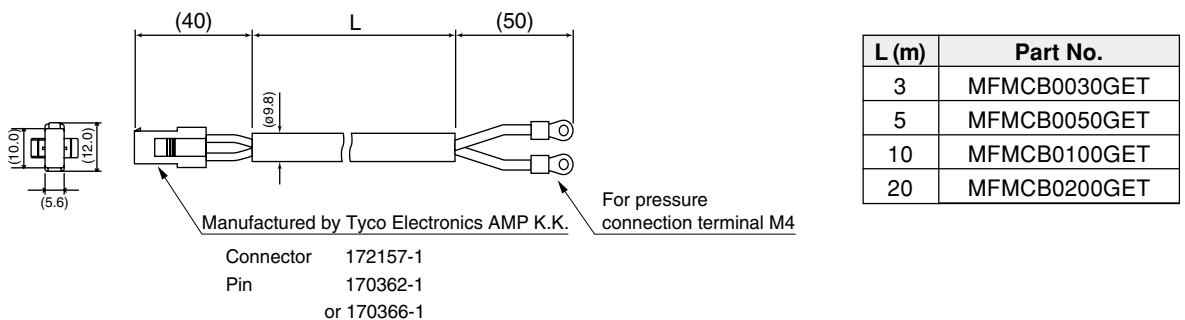 (40)
L
(50)
(ø9.8)
(10.0)
(12.0)
(5.6)
Manufactured by Tyco Electronics AMP K.K.
Connector 172157-1
Pin 170362-1
or 170366-1
For pressure
connection terminal M4
L (m) Part No.
3 MFMCB0030GET
5 MFMCB0050GET
10 MFMCB0100GET
20 MFMCB0200GET